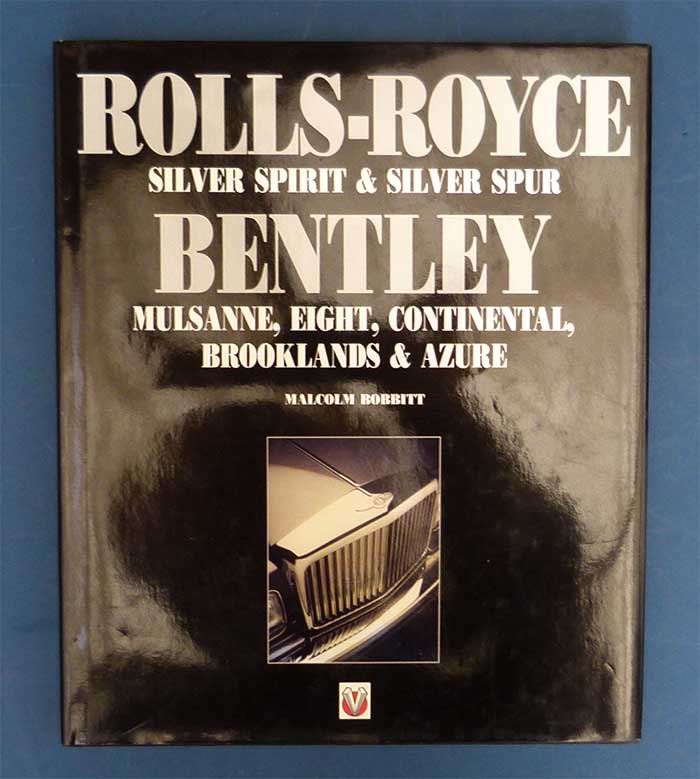 ROLLS-ROYCE
SILVER SPIRIT & SILVER SPUR
BENTLEY
MULSANNE, EIGHT, CONTINENTAL,
BROOKLANDS & AZURE
MALCOLM BOBBITT
V